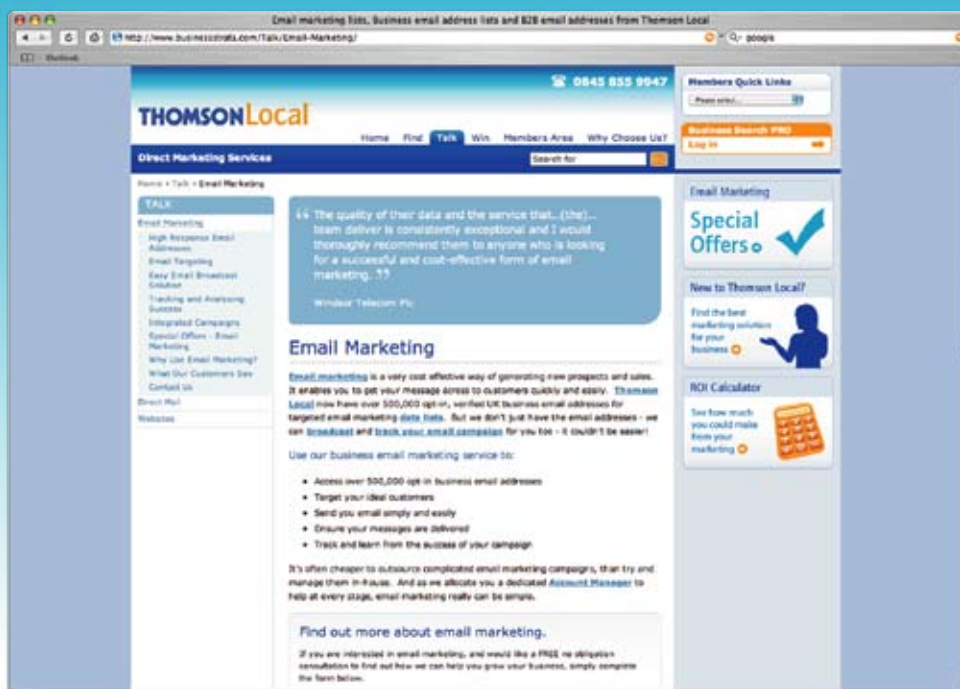 Email marketing lists, Business email address lists and B2B email addresses from Thomson Local
http://www.businessstrata.com/Talk/Email-Marketing/
google
0845 855 9947
THOMSONLocal
Home Find Talk Win Members Area Why Choose Us?
Direct Marketing Services
Search for
Members Quick Links
Please select...
Business Search PRO
Log in
Home • Talk • Email Marketing
TALK
Email Marketing
High Response Email
Addresses
Email Targeting
Easy Email Broadcast
Solution
Tracking and Analysing
Success
Integrated Campaigns
Special Offers - Email
Marketing
Why Use Email Marketing?
What Our Customers Say
Contact Us
Direct Mail
Websites
“ The quality of their data and the service that...(the)...
team deliver is consistently exceptional and I would
thoroughly recommend them to anyone who is looking
for a successful and cost-effective form of email
marketing. ”
Windsor Telecom Plc
Email Marketing
Email marketing is a very cost effective way of generating new prospects and sales.
It enables you to get your message across to customers quickly and easily. Thomson
Local now have over 500,000 opt-in, verified UK business email addresses for
targeted email marketing data lists. But we don't just have the email addresses - we
can broadcast and track your email campaign for you too - it couldn't be easier!
Use our business email marketing service to:
• Access over 500,000 opt in business email addresses
• Target your ideal customers
• Send you email simply and easily
• Ensure your messages are delivered
• Track and learn from the success of your campaign
It's often cheaper to outsource complicated email marketing campaigns, than try and
manage them in-house. And as we allocate you a dedicated Account Manager to
help at every stage, email marketing really can be simple.
Find out more about email marketing.
If you are interested in email marketing, and would like a FREE no obligation
consultation to find out how we can help you grow your business, simply complete
the form below.
Email Marketing
Special
Offers
New to Thomson Local?
Find the best
marketing solution
for your
business
ROI Calculator
See how much
you could make
from your
marketing